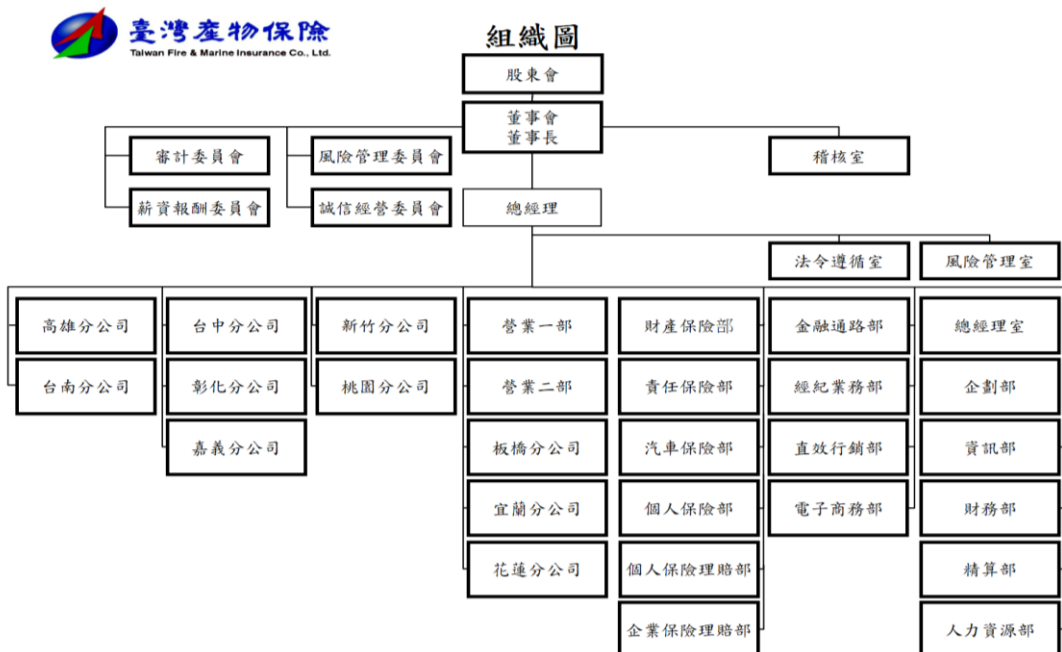 臺灣產物保險
Taiwan Fire & Marine Insurance Co., Ltd.
組織圖
股東會
董事會
董事長
審計委員會
風險管理委員會
稽核室
薪資報酬委員會
誠信經營委員會
總經理
法令遵循室
風險管理室
高雄分公司
台中分公司
新竹分公司
營業一部
財產保險部
金融通路部
總經理室
台南分公司
彰化分公司
桃園分公司
營業二部
責任保險部
經紀業務部
企劃部
嘉義分公司
板橋分公司
汽車保險部
直效行銷部
資訊部
宜蘭分公司
個人保險部
電子商務部
財務部
花蓮分公司
個人保險理賠部
精算部
企業保險理賠部
人力資源部